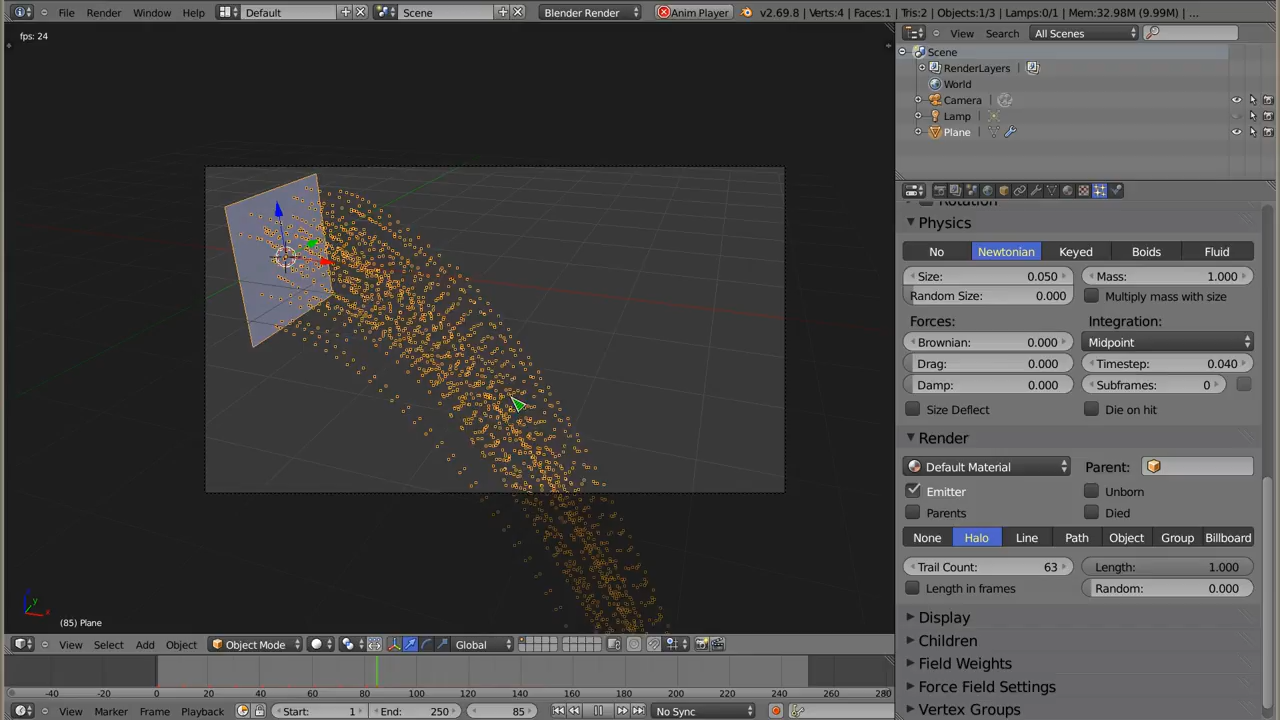 File Render Window Help Default Scene Blender Render Anim Player v2.69.8 | Verts:4 | Faces:1 | Tris:2 | Objects:1/3 | Lamps:0/1 | Mem:32.98M (9.99M) | ...
fps: 24
View Search All Scenes
Scene
RenderLayers
World
Camera
Lamp
Plane
Rotation
Physics
No Newtonian Keyed Boids Fluid
Size: 0.050 Mass: 1.000
Random Size: 0.000 Multiply mass with size
Forces: Integration:
Brownian: 0.000 Midpoint
Drag: 0.000 Timestep: 0.040
Damp: 0.000 Subframes: 0
Size Deflect Die on hit
Render
Default Material Parent:
Emitter Unborn
Parents Died
None Halo Line Path Object Group Billboard
Trail Count: 63 Length: 1.000
Length in frames Random: 0.000
Display
Children
Field Weights
Force Field Settings
Vertex Groups
z
y
x
(85) Plane
View Select Add Object Object Mode Global
-40 -20 0 20 40 60 80 100 120 140 160 180 200 220 240 260 280
View Marker Frame Playback Start: 1 End: 250 85 No Sync